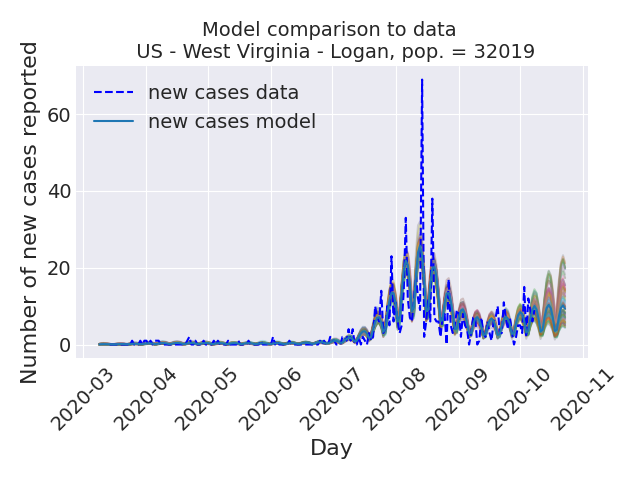 Model comparison to data
US - West Virginia - Logan, pop. = 32019
Number of new cases reported
60
40
20
0
new cases data
new cases model
2020-03
2020-04
2020-05
2020-06
2020-07
2020-08
2020-09
2020-10
2020-11
Day